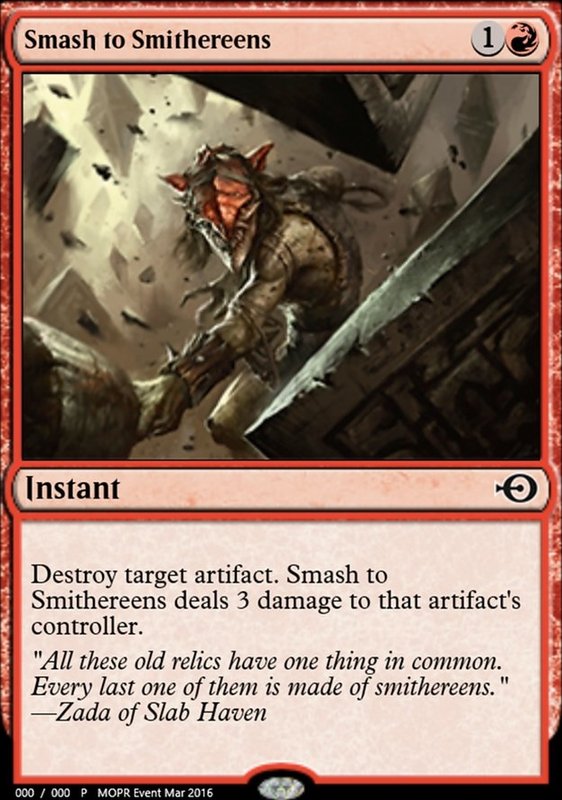 Smash to Smithereens 1
Instant
Destroy target artifact. Smash to
Smithereens deals 3 damage to that artifact's
controller.
"All these old relics have one thing in common.
Every last one of them is made of smithereens."
—Zada of Slab Haven
000 / 000 P MOPR Event Mar 2016